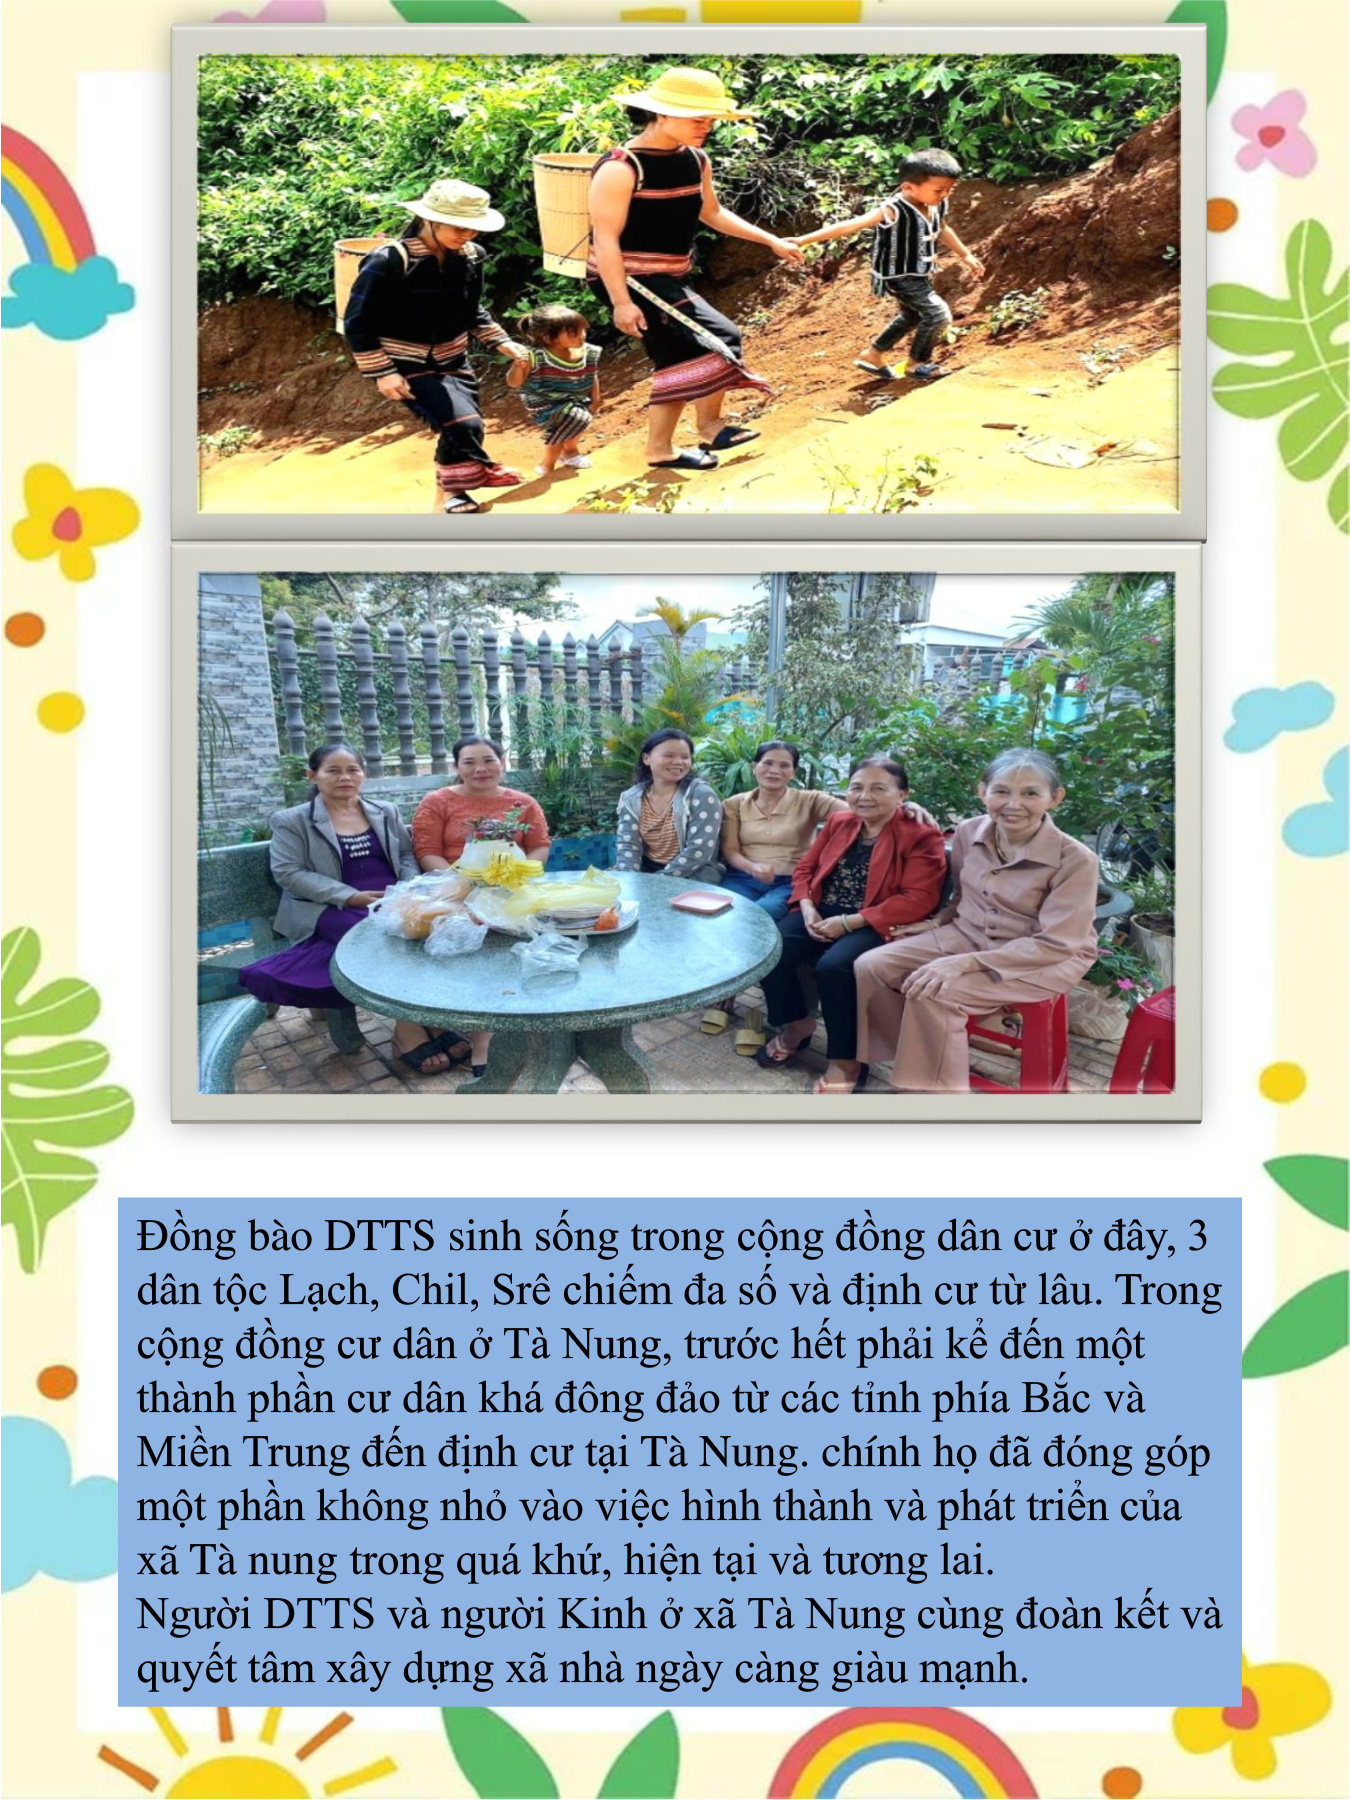 Đồng bào DTTS sinh sống trong cộng đồng dân cư ở đây, 3
dân tộc Lạch, Chil, Srê chiếm đa số và định cư từ lâu. Trong
cộng đồng cư dân ở Tà Nung, trước hết phải kể đến một
thành phần cư dân khá đông đảo từ các tỉnh phía Bắc và
Miền Trung đến định cư tại Tà Nung. chính họ đã đóng góp
một phần không nhỏ vào việc hình thành và phát triển của
xã Tà nung trong quá khứ, hiện tại và tương lai.
Người DTTS và người Kinh ở xã Tà Nung cùng đoàn kết và
quyết tâm xây dựng xã nhà ngày càng giàu mạnh.